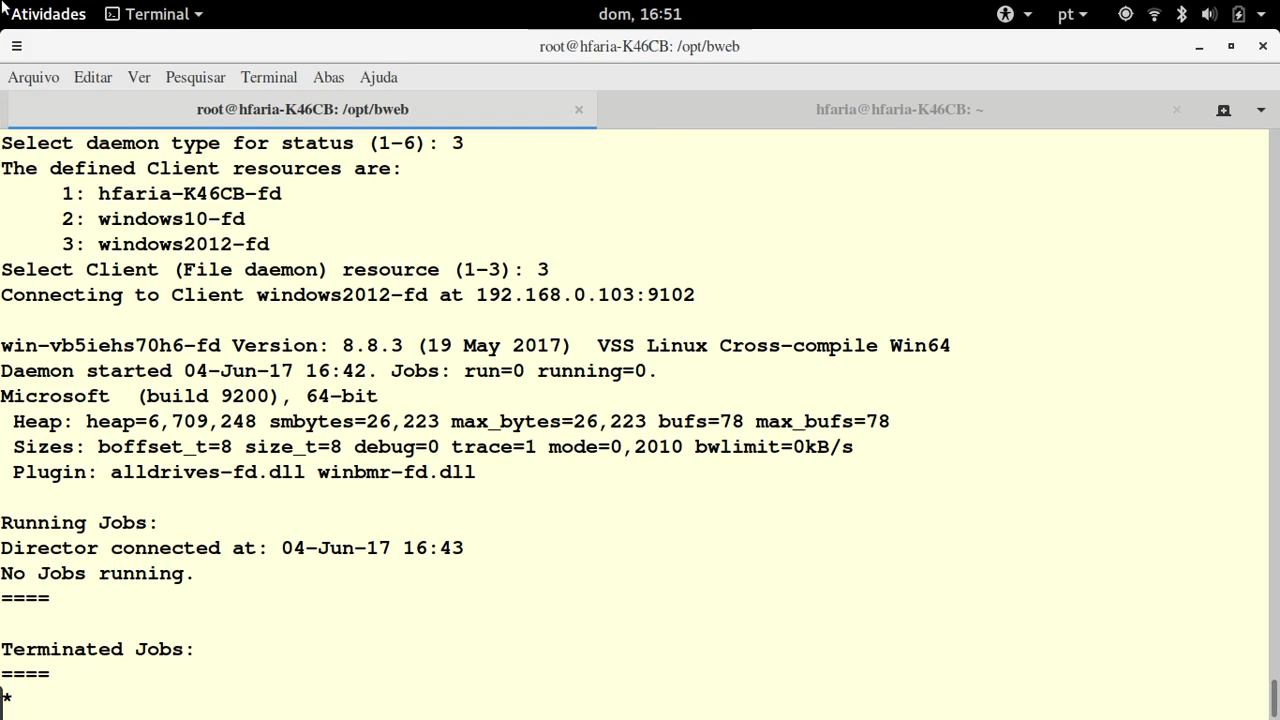 Atividades Terminal dom, 16:51 pt
root@hfaria-K46CB: /opt/bweb
Arquivo Editar Ver Pesquisar Terminal Abas Ajuda
root@hfaria-K46CB: /opt/bweb × hfaria@hfaria-K46CB: ~ ×
Select daemon type for status (1-6): 3
The defined Client resources are:
     1: hfaria-K46CB-fd
     2: windows10-fd
     3: windows2012-fd
Select Client (File daemon) resource (1-3): 3
Connecting to Client windows2012-fd at 192.168.0.103:9102
win-vb5iehs70h6-fd Version: 8.8.3 (19 May 2017)  VSS Linux Cross-compile Win64
Daemon started 04-Jun-17 16:42. Jobs: run=0 running=0.
Microsoft  (build 9200), 64-bit
 Heap: heap=6,709,248 smbytes=26,223 max_bytes=26,223 bufs=78 max_bufs=78
 Sizes: boffset_t=8 size_t=8 debug=0 trace=1 mode=0,2010 bwlimit=0kB/s
 Plugin: alldrives-fd.dll winbmr-fd.dll
Running Jobs:
Director connected at: 04-Jun-17 16:43
No Jobs running.
====
Terminated Jobs:
====
*